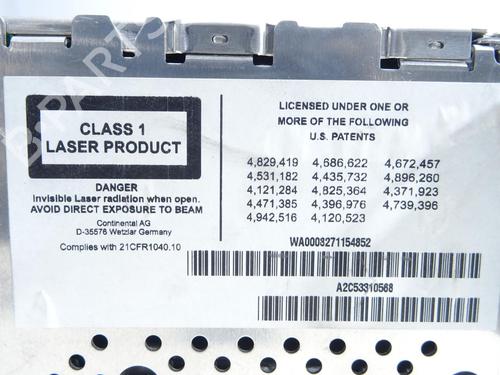 CLASS 1
LASER PRODUCT
DANGER
Invisible Laser radiation when open.
AVOID DIRECT EXPOSURE TO BEAM
Continental AG
D-35576 Wetzlar Germany
Complies with 21CFR1040.10
LICENSED UNDER ONE OR
MORE OF THE FOLLOWING
U.S. PATENTS
4,829,419 4,686,622 4,672,457
4,531,182 4,435,732 4,896,260
4,121,284 4,825,364 4,371,923
4,471,385 4,396,976 4,739,396
4,942,516 4,120,523
WA0003271154852
A2C53310568